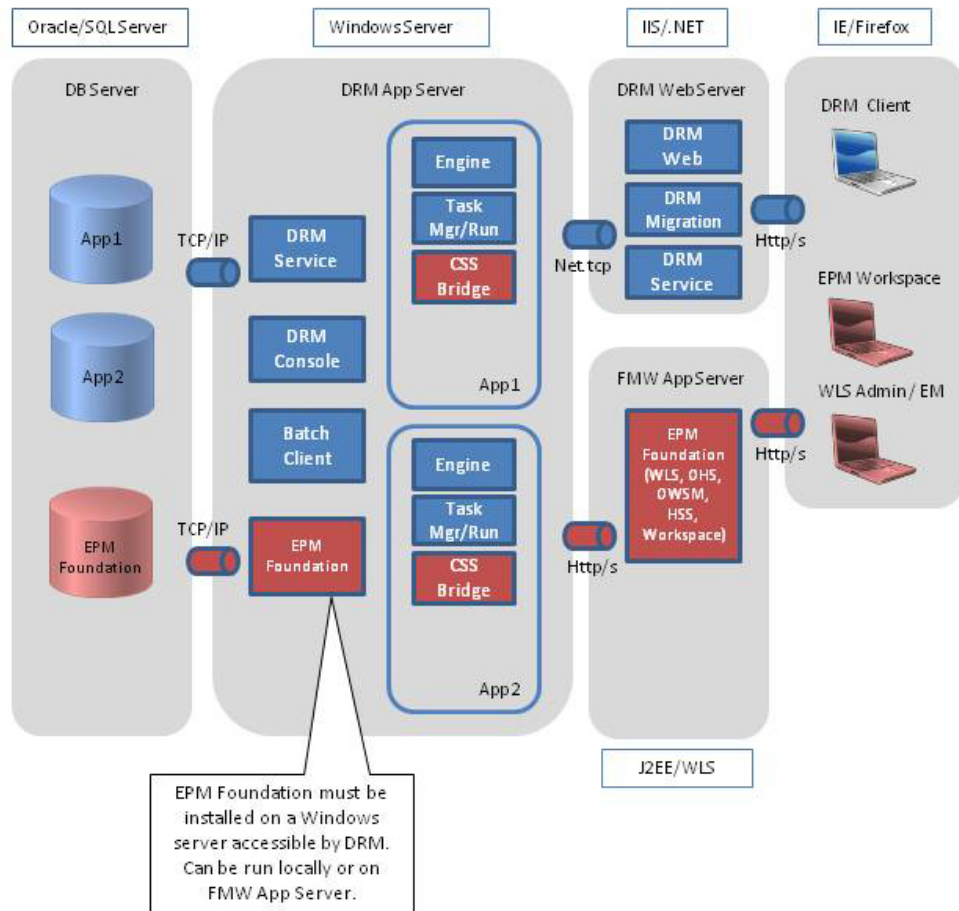 Oracle/SQLServer
WindowsServer
IIS/.NET
IE/Firefox
DB Server
App1
App2
EPM
Foundation
TCP/IP
TCP/IP
DRM App Server
DRM
Service
DRM
Console
Batch
Client
EPM
Foundation
Engine
Task
Mgr/Run
CSS
Bridge
App1
Engine
Task
Mgr/Run
CSS
Bridge
App2
Net.tcp
Http/s
DRM WebServer
DRM
Web
DRM
Migration
DRM
Service
FMW AppServer
EPM
Foundation
(WLS, OHS,
OWSM,
HSS,
Workspace)
Http/s
Http/s
DRM Client
EPM Workspace
WLS Admin / EM
J2EE/WLS
EPM Foundation must be
installed on a Windows
server accessible by DRM.
Can be run locally or on
FMW App Server.